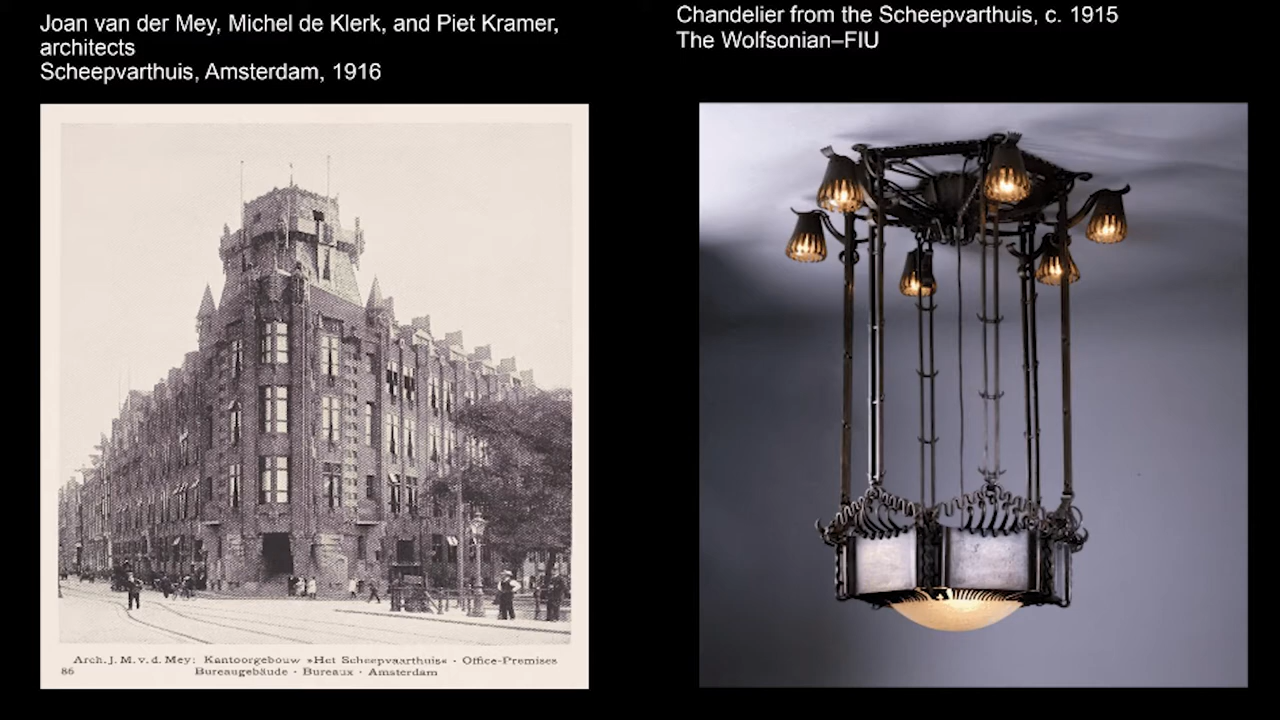 Joan van der Mey, Michel de Klerk, and Piet Kramer,
architects
Scheepvarthuis, Amsterdam, 1916
Chandelier from the Scheepvarthuis, c. 1915
The Wolfsonian–FIU
Arch. J. M. v. d. Mey: Kantoorgebouw »Het Scheepvaarthuis« · Office-Premises
86 Bureaugebäude · Bureaux · Amsterdam